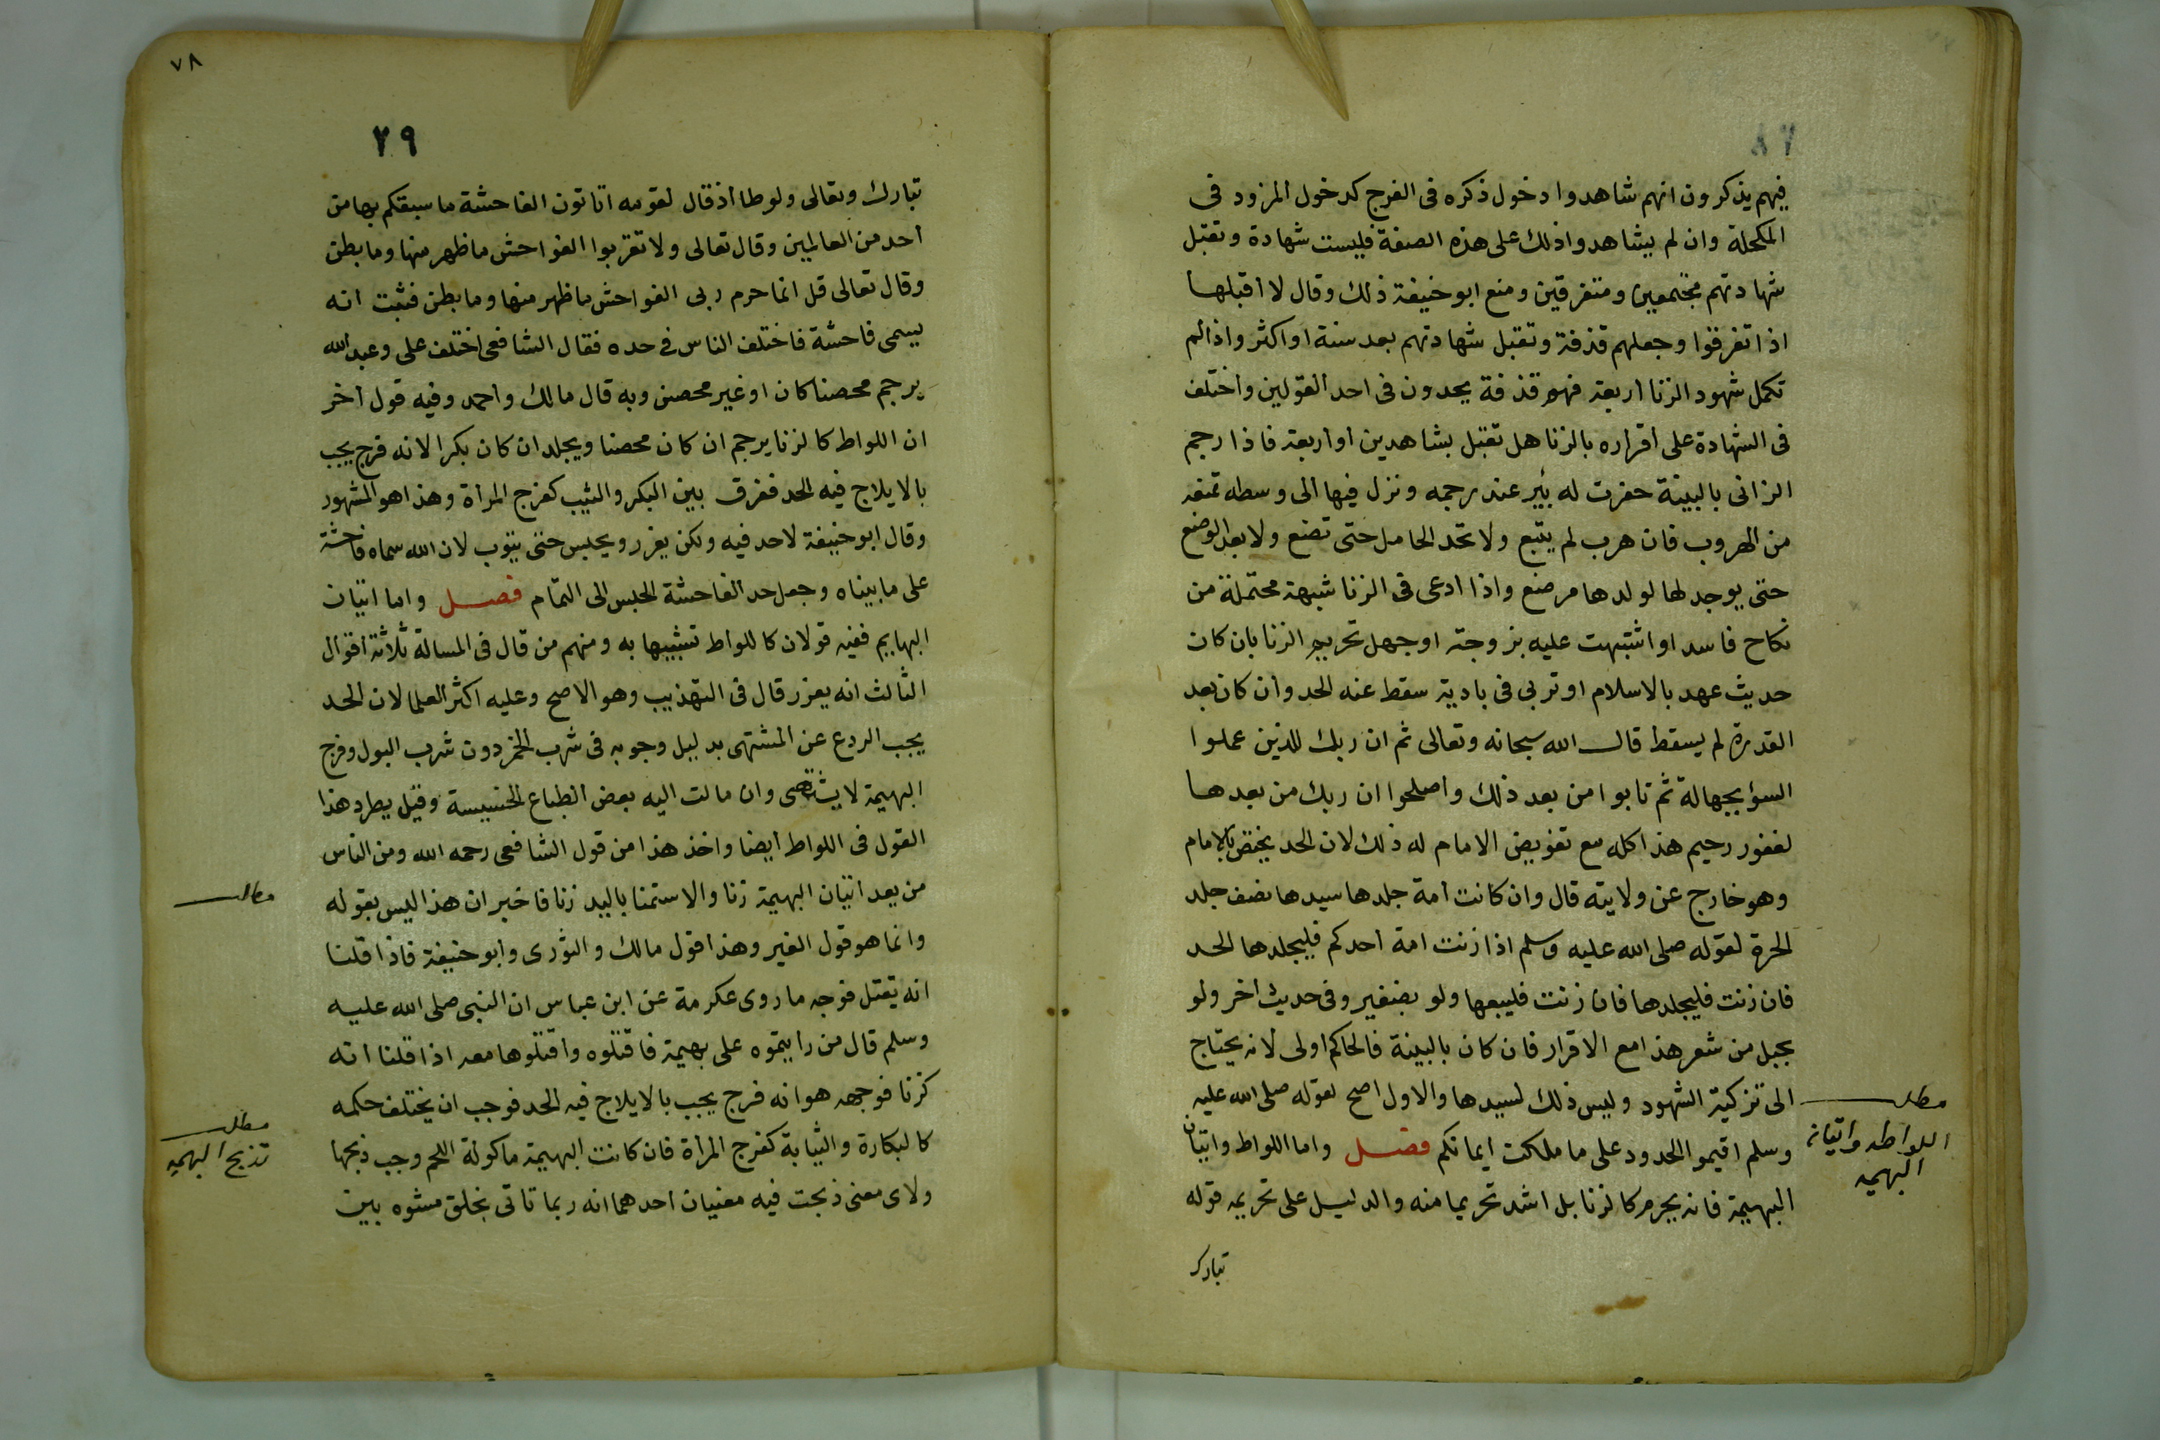 فيهم يذكرون انهم شاهدوا دخول ذكره فى الفرج كدخول المرود فى
المكحلة وان لم يشاهدوا ذلك على هذه الصفة فليست شهادة وتقبل
شهادتهم مجتمعين ومتفرقين ومنع ابو حنيفة ذلك وقال لا اقبلها
اذا تفرقوا وجعلهم قذفة وتقبل شهادتهم بعد سنة او اكثر واذا لم
تكمل شهود الزنا اربعة فهم قذفة يحدون فى احد القولين واختلف
فى الشهادة على اقراره بالزنا هل تقبل بشاهدين او اربعة فاذا رجم
الزانى بالبينة حفرت له بئر عند رجمه ونزل فيها الى وسطه تمنعه
من الهروب فان هرب لم يتبع ولا تحد الحامل حتى تضع ولا بعد الوضع
حتى يوجد لها لولدها مرضع واذا ادعى فى الزنا شبهة محتملة من
نكاح فاسد او اشتبهت عليه بزوجته او جهل تحريم الزنا بان كان
حديث عهد بالاسلام او تربى فى بادية سقط عنه الحد وان كان بعد
القدرة لم يسقط قال الله سبحانه وتعالى ثم ان ربك للذين عملوا
السوٴ بجهالة ثم تابوا من بعد ذلك واصلحوا ان ربك من بعدها
لغفور رحيم هذا كله مع تفويض الامام له ذلك لان الحد يختص بالامام
وهو خارج عن ولايته قال وان كانت امة جلدها سيدها نصف جلد
الحرة لقوله صلى الله عليه وسلم اذا زنت امة احدكم فليجلدها الحد
فان زنت فليجلدها فان زنت فليبعها ولو بضفير وفى حديث اخر ولو
بحبل من شعر هذا مع الاقرار فان كان بالبينة فالحاكم اولى لانه يحتاج
الى تزكية الشهود وليس ذلك لسيدها والاول اصح لقوله صلى الله عليه
وسلم اقيموا الحدود على ما ملكت ايمانكم فصل واما اللواط واتيان
البهيمة فانه يحرم كالزنا بل اشد تحريما منه والدليل على تحريمه قوله
تبارك
مطلب
اللواطه واتيانه
البهيمه
٧٨
٢٩
تبارك وتعالى ولوطا اذ قال لقومه اتاتون الفاحشة ما سبقكم بها من
احد من العالمين وقال تعالى ولا تقربوا الفواحش ما ظهر منها وما بطن
وقال تعالى قل انما حرم ربى الفواحش ما ظهر منها وما بطن فثبت انه
يسمى فاحشة فاختلف الناس فى حده فقال الشافعى اختلف على وعبد الله
يرجم محصنا كان او غير محصن وبه قال مالك واحمد وفيه قول اخر
ان اللواط كالزنا يرجم ان كان محصنا ويجلد ان كان بكرا لانه فرج يجب
بالايلاج فيه الحد ففرق بين البكر والثيب كفرج المرأة وهذا هو المشهور
وقال ابو حنيفة لا حد فيه ولكن يعزر ويحبس حتى يتوب لان الله سماه فاحشة
على ما بيناه وجعل حد الفاحشة الحبس الى التمام فصل واما اتيان
البهايم ففيه قولان كاللواط تشبيها به ومنهم من قال فى المسالة ثلاثة اقوال
الثالث انه يعزر قال فى التهذيب وهو الاصح وعليه اكثر العلما لان الحد
يجب الردع عن المشتهى بدليل وجوبه فى شرب الخمر دون شرب البول وفرج
البهيمة لا يشتهى وان مالت اليه بعض الطباع الخسيسة وقيل يطرد هذا
القول فى اللواط ايضا واخذ هذا من قول الشافعى رحمه الله ومن الناس
من يعد اتيان البهيمة زنا والاستمنا باليد زنا فاخبر ان هذا ليس بقوله
وانما هو قول الغير وهذا قول مالك والثورى وابو حنيفة فاذا قلنا
انه يقتل فوجه ما روى عكرمة عن ابن عباس ان النبى صلى الله عليه
وسلم قال من رايتموه على بهيمة فاقتلوه واقتلوها معه اذا قلنا انه
كزنا فوجهه هو انه فرج يجب بالايلاج فيه الحد فوجب ان يختلف حكمه
كالبكارة والثيابة كفرج المرأة فان كانت البهيمة ماكولة اللحم وجب ذبحها
ولاى معنى ذبحت فيه معنيان احدهما انه ربما تاتى بخلق مشوه بين
مطلب
مطلب
تذبح البهيمه